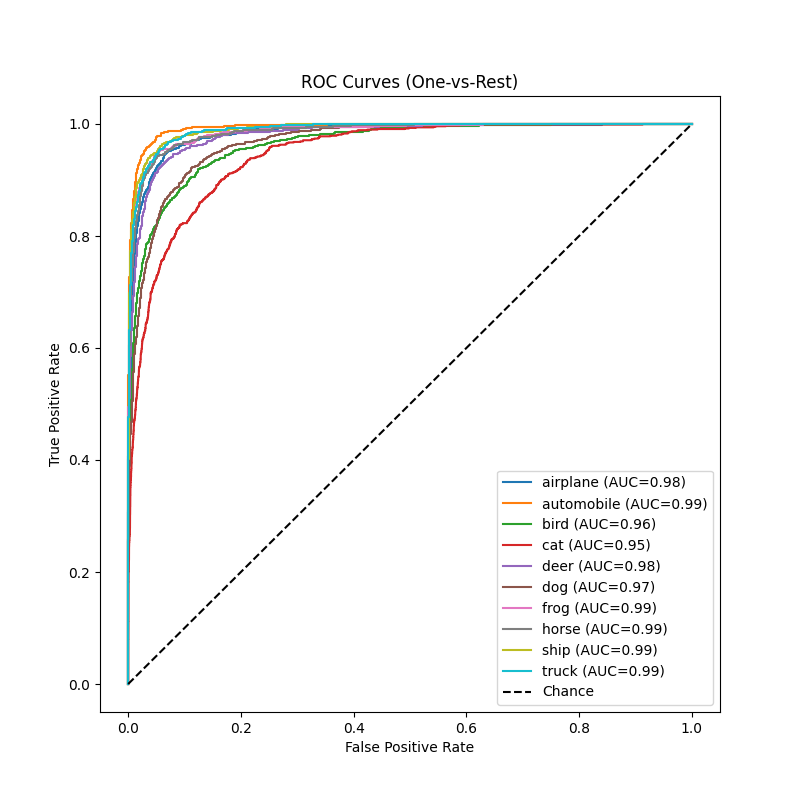 ROC Curves (One-vs-Rest)
True Positive Rate
1.0
0.8
0.6
0.4
0.2
0.0
airplane (AUC=0.98)
automobile (AUC=0.99)
bird (AUC=0.96)
cat (AUC=0.95)
deer (AUC=0.98)
dog (AUC=0.97)
frog (AUC=0.99)
horse (AUC=0.99)
ship (AUC=0.99)
truck (AUC=0.99)
Chance
0.0 0.2 0.4 0.6 0.8 1.0
False Positive Rate